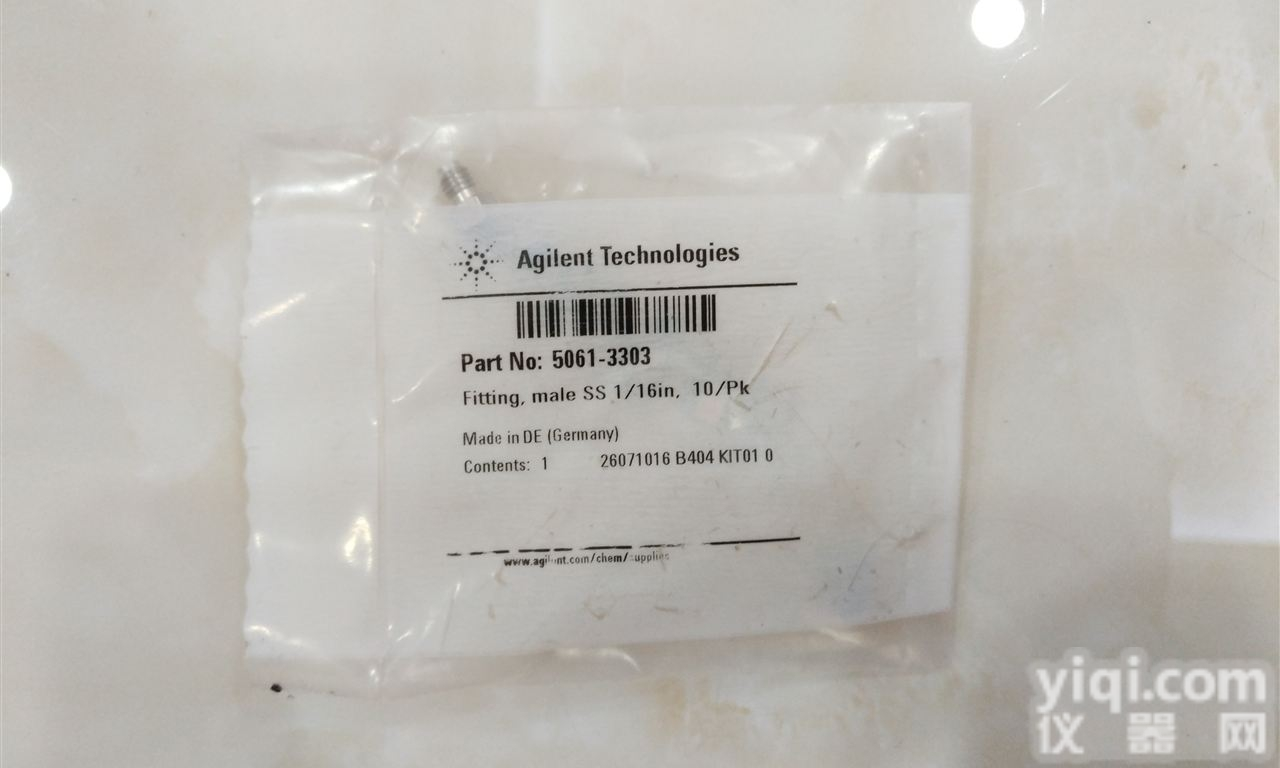 Agilent Technologies
Part No: 5061-3303
Fitting, male SS 1/16in, 10/Pk
Made in DE (Germany)
Contents: 1 26071016 B404 KIT01 0
www.agilent.com/chem/supplies
yiqi.com
仪器网